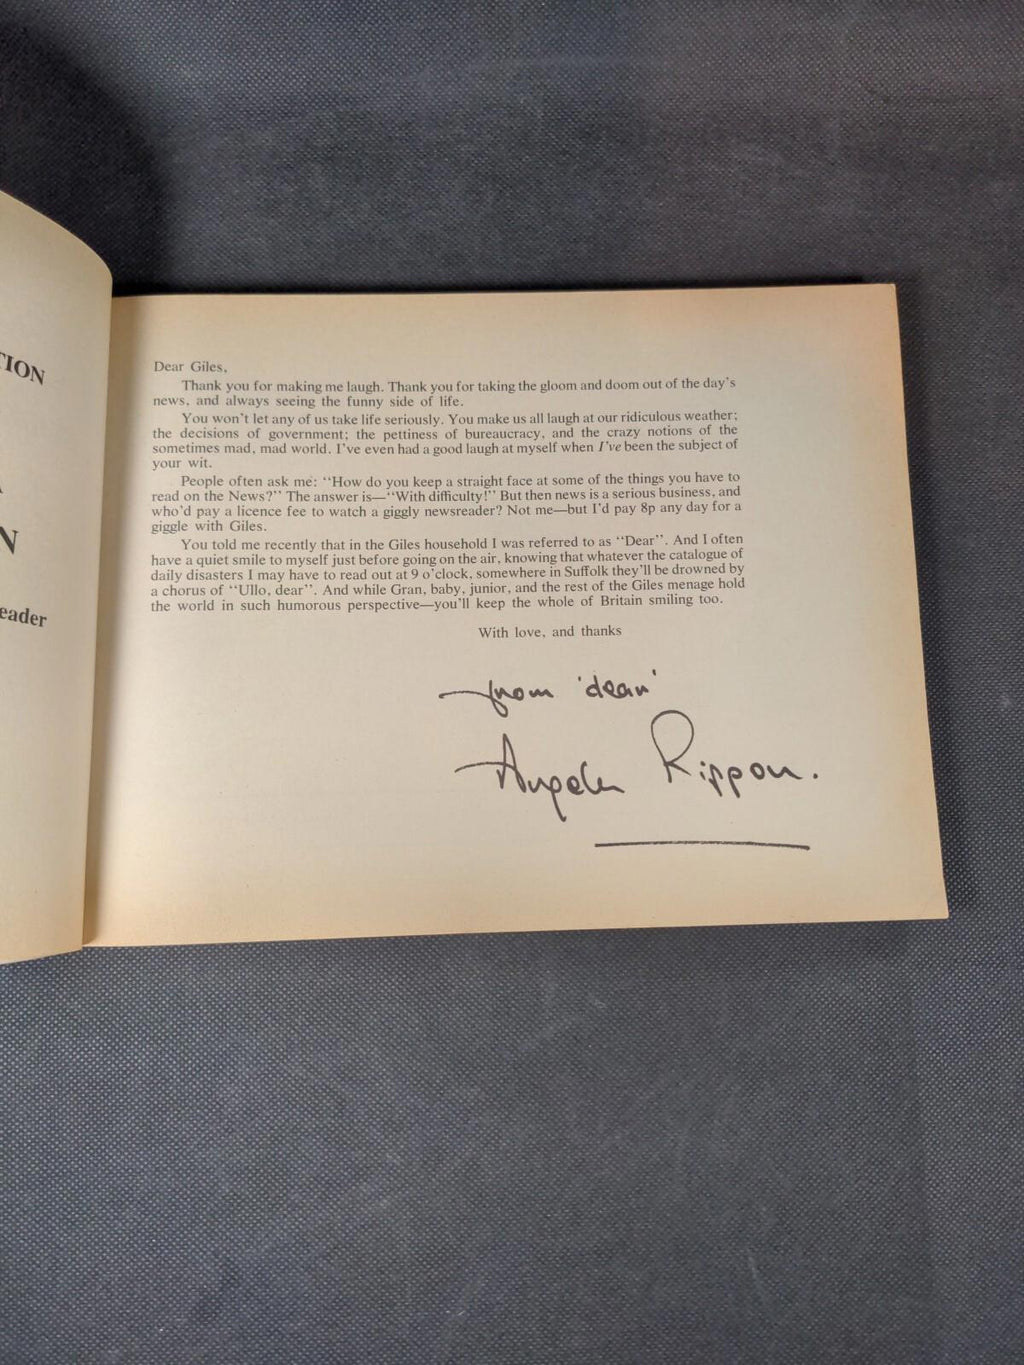 TION
N
eader
Dear Giles,
Thank you for making me laugh. Thank you for taking the gloom and doom out of the day's
news, and always seeing the funny side of life.
You won't let any of us take life seriously. You make us all laugh at our ridiculous weather;
the decisions of government; the pettiness of bureaucracy, and the crazy notions of the
sometimes mad, mad world. I've even had a good laugh at myself when I've been the subject of
your wit.
People often ask me: "How do you keep a straight face at some of the things you have to
read on the News?" The answer is—"With difficulty!" But then news is a serious business, and
who'd pay a licence fee to watch a giggly newsreader? Not me—but I'd pay 8p any day for a
giggle with Giles.
You told me recently that in the Giles household I was referred to as "Dear". And I often
have a quiet smile to myself just before going on the air, knowing that whatever the catalogue of
daily disasters I may have to read out at 9 o'clock, somewhere in Suffolk they'll be drowned by
a chorus of "Ullo, dear". And while Gran, baby, junior, and the rest of the Giles menage hold
the world in such humorous perspective—you'll keep the whole of Britain smiling too.
With love, and thanks
from 'dear'
Angela Rippon.